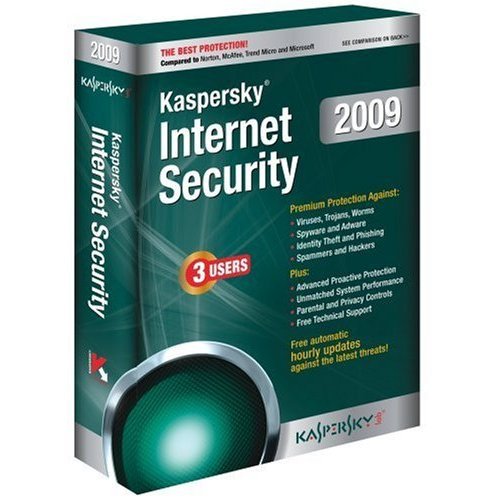 2009
KASPERSKY lab
Kaspersky
Internet Security
THE BEST PROTECTION!
Compared to Norton, McAfee, Trend Micro and Microsoft
SEE COMPARISON ON BACK>>
Kaspersky®
Internet
Security
2009
3 USERS
Premium Protection Against:
• Viruses, Trojans, Worms
• Spyware and Adware
• Identity Theft and Phishing
• Spammers and Hackers
Plus:
• Advanced Proactive Protection
• Unmatched System Performance
• Parental and Privacy Controls
• Free Technical Support
Free automatic
hourly updates
against the latest threats!
KASPERSKY lab